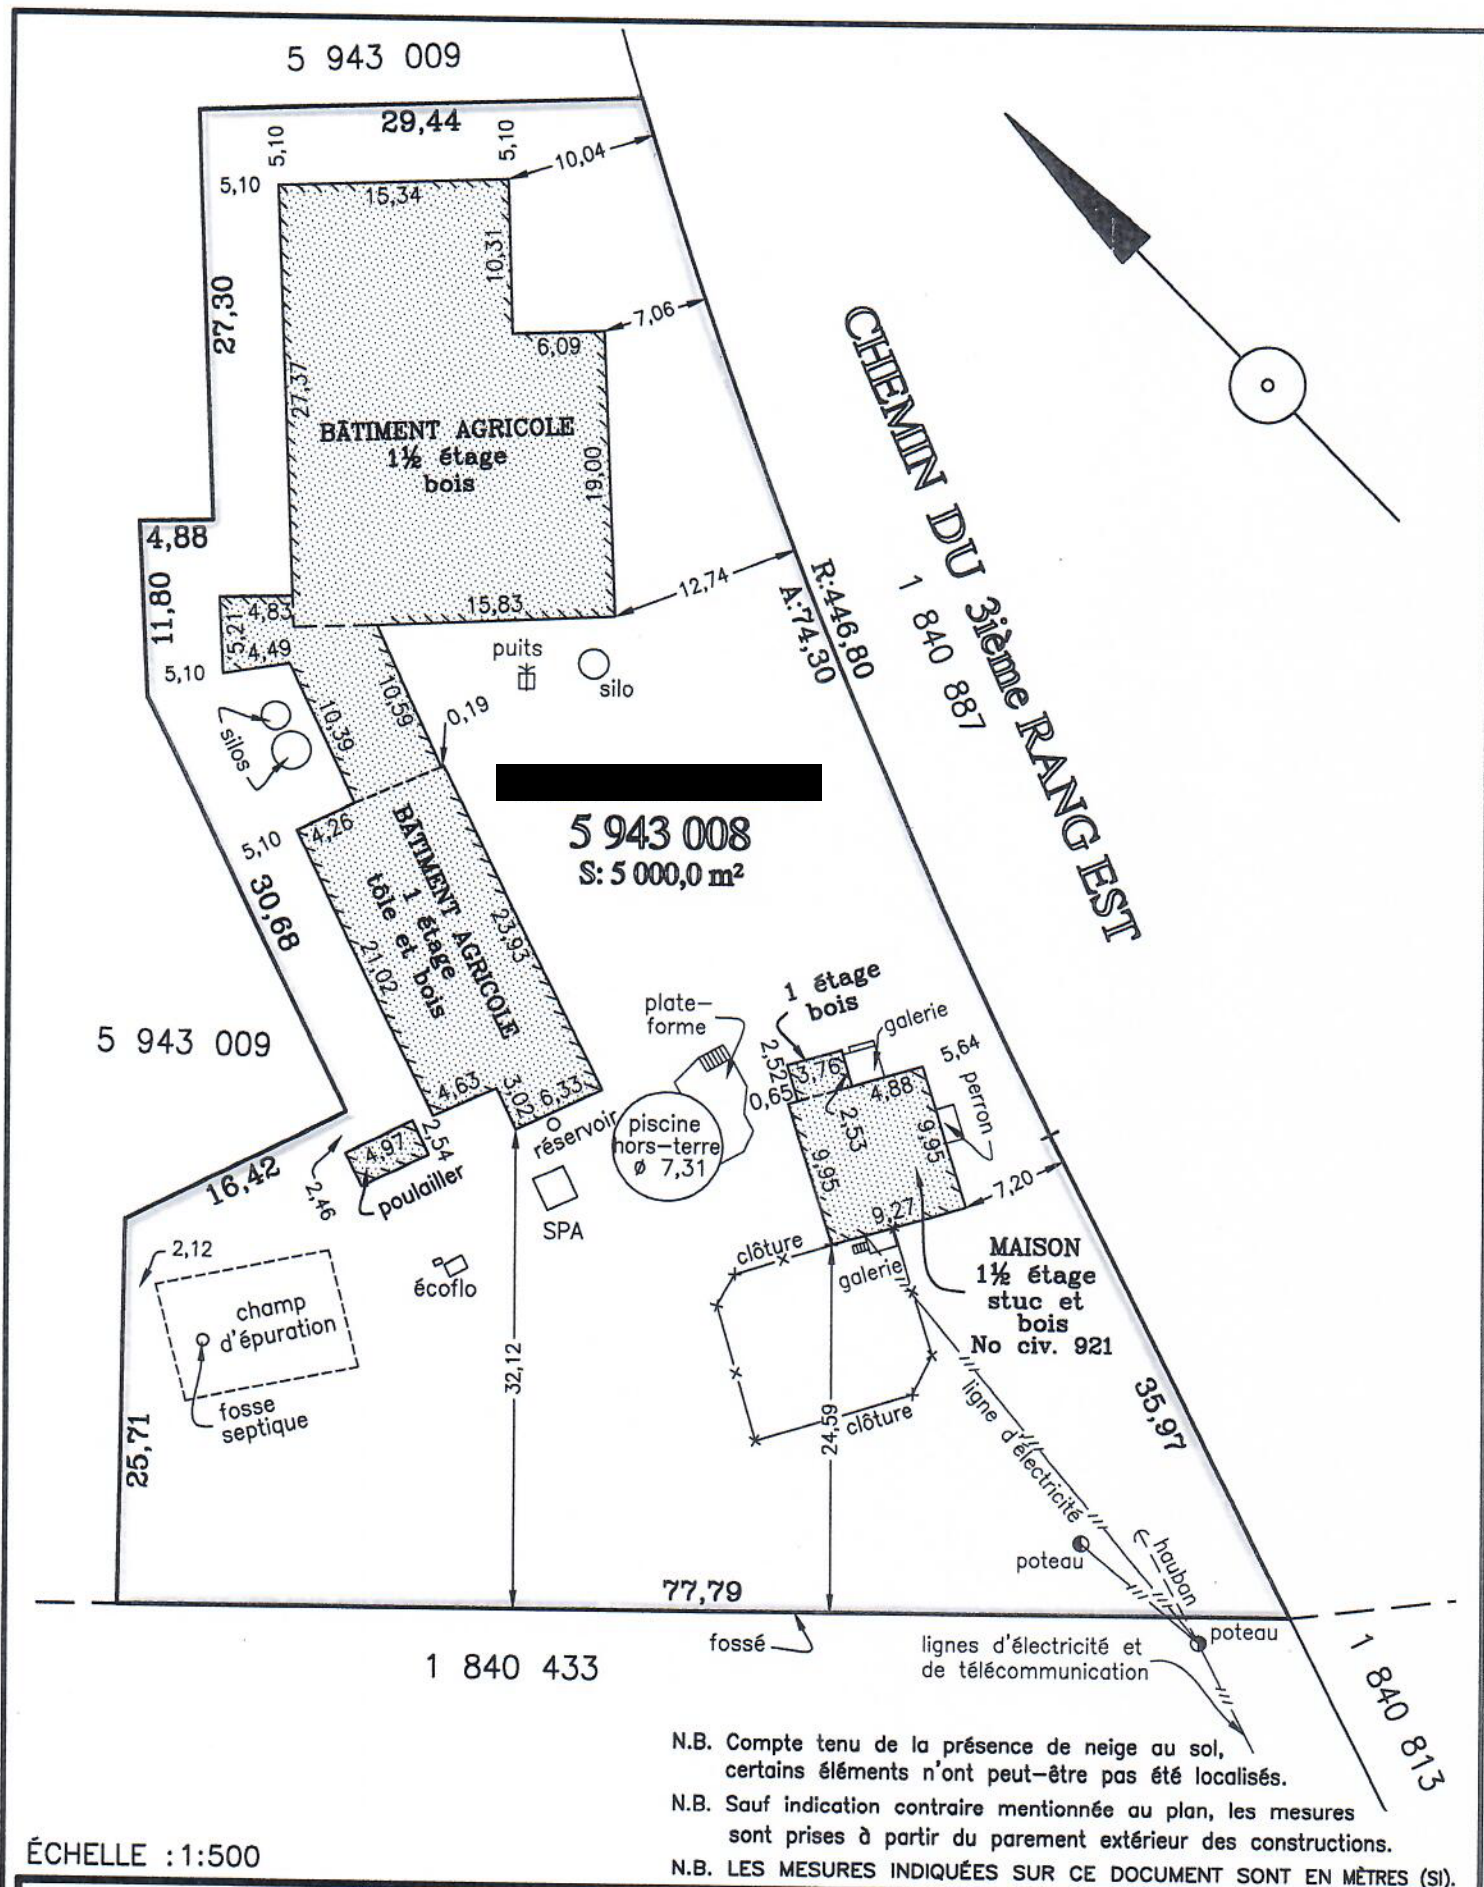 5 943 009
29,44
5,10
5,10
10,04
5,10
15,34
10,31
27,30
7,06
6,09
27,37
BÂTIMENT AGRICOLE
1½ étage
bois
19,00
CHEMIN DU 3ième RANG EST
1 840 887
4,88
11,80
12,74
R:446,80
A:74,30
15,83
4,83
5,21
4,49
5,10
puits
silo
10,59
10,39
0,19
silos
5 943 008
S: 5 000,0 m²
5,10
4,26
BÂTIMENT AGRICOLE
1 étage
tôle et bois
30,68
21,02
23,93
5 943 009
plate-
forme
1 étage
bois
galerie
2,52
3,76
0,65
4,88
5,64
perron
2,53
9,95
9,95
4,63
3,02
6,33
réservoir
piscine
hors-terre
ø 7,31
4,97
2,54
2,46
poulailler
16,42
SPA
9,27
7,20
2,12
écoflo
clôture
galerie
MAISON
1½ étage
stuc et
bois
No civ. 921
champ
d'épuration
fosse
septique
32,12
24,59
clôture
ligne d'électricité
35,97
25,71
poteau
hauban
77,79
fossé
poteau
lignes d'électricité et
de télécommunication
1 840 433
1 840 813
N.B. Compte tenu de la présence de neige au sol,
certains éléments n'ont peut-être pas été localisés.
N.B. Sauf indication contraire mentionnée au plan, les mesures
sont prises à partir du parement extérieur des constructions.
ÉCHELLE : 1:500
N.B. LES MESURES INDIQUÉES SUR CE DOCUMENT SONT EN MÈTRES (SI).